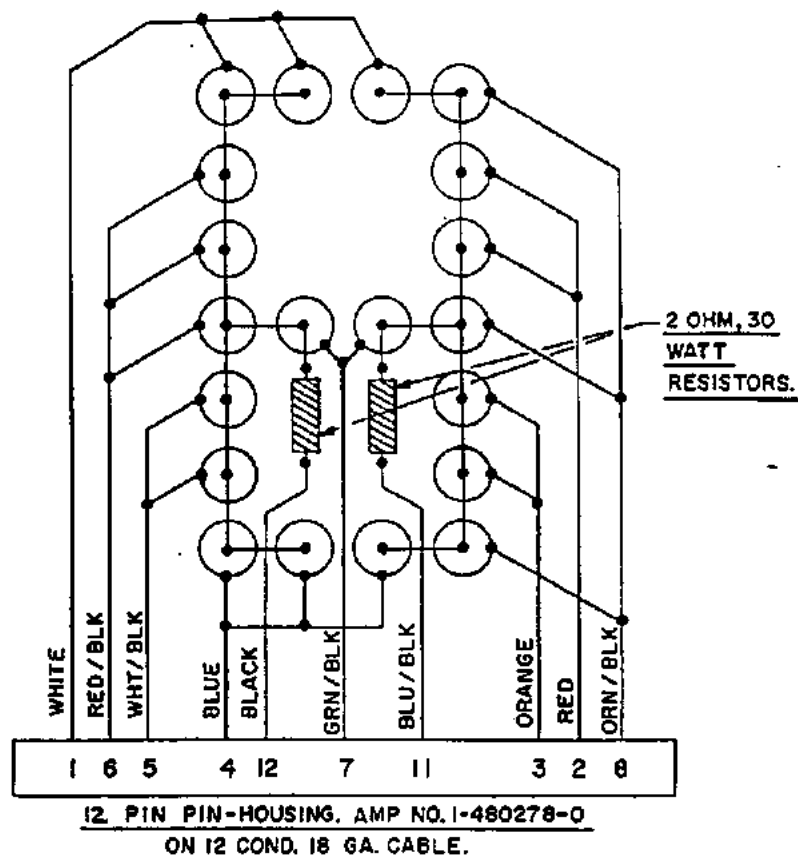 2 OHM, 30
WATT
RESISTORS.
WHITE
RED/BLK
WHT/BLK
BLUE
BLACK
GRN/BLK
BLU/BLK
ORANGE
RED
ORN/BLK
1 6 5 4 12 7 11 3 2 8
12 PIN PIN-HOUSING. AMP NO. 1-480278-0
ON 12 COND. 18 GA. CABLE.